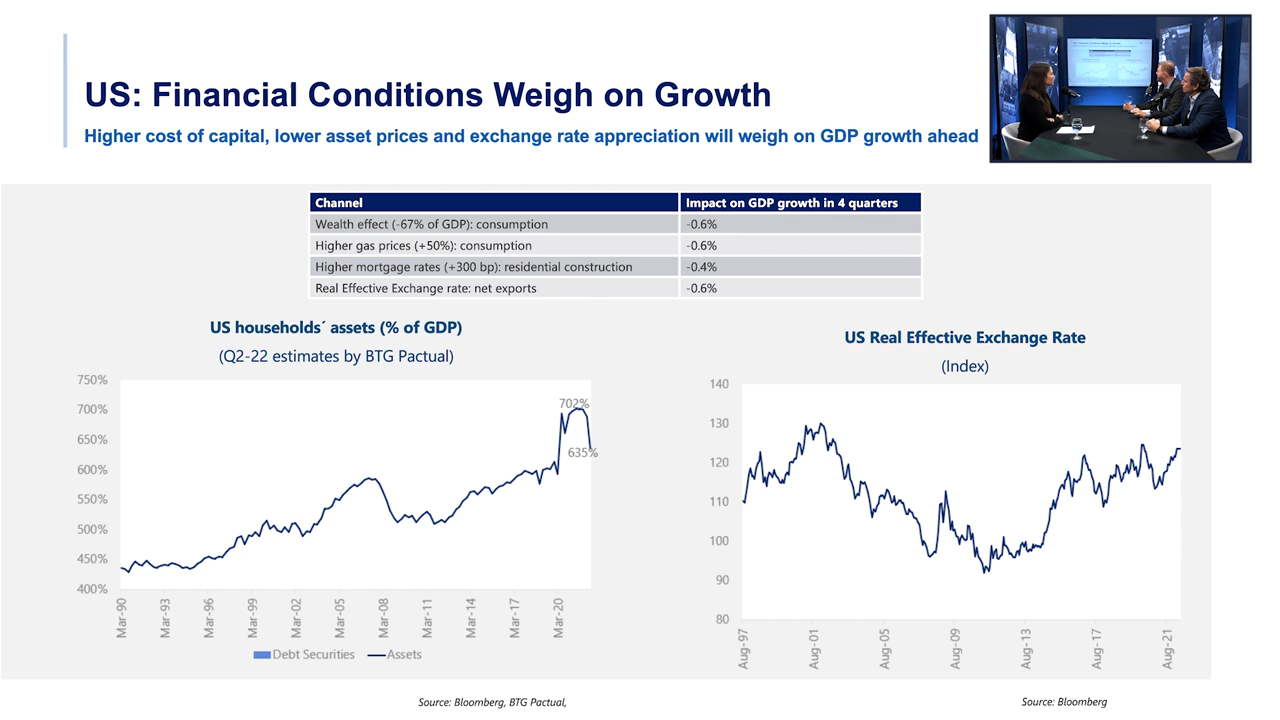 US: Financial Conditions Weigh on Growth
Higher cost of capital, lower asset prices and exchange rate appreciation will weigh on GDP growth ahead
Channel Impact on GDP growth in 4 quarters
Wealth effect (-67% of GDP): consumption -0.6%
Higher gas prices (+50%): consumption -0.6%
Higher mortgage rates (+300 bp): residential construction -0.4%
Real Effective Exchange rate: net exports -0.6%
US households´ assets (% of GDP)
(Q2-22 estimates by BTG Pactual)
750%
700%
650%
600%
550%
500%
450%
400%
702%
635%
Mar-90 Mar-93 Mar-96 Mar-99 Mar-02 Mar-05 Mar-08 Mar-11 Mar-14 Mar-17 Mar-20
Debt Securities Assets
Source: Bloomberg, BTG Pactual,
US Real Effective Exchange Rate
(Index)
140
130
120
110
100
90
80
Aug-97 Aug-01 Aug-05 Aug-09 Aug-13 Aug-17 Aug-21
Source: Bloomberg